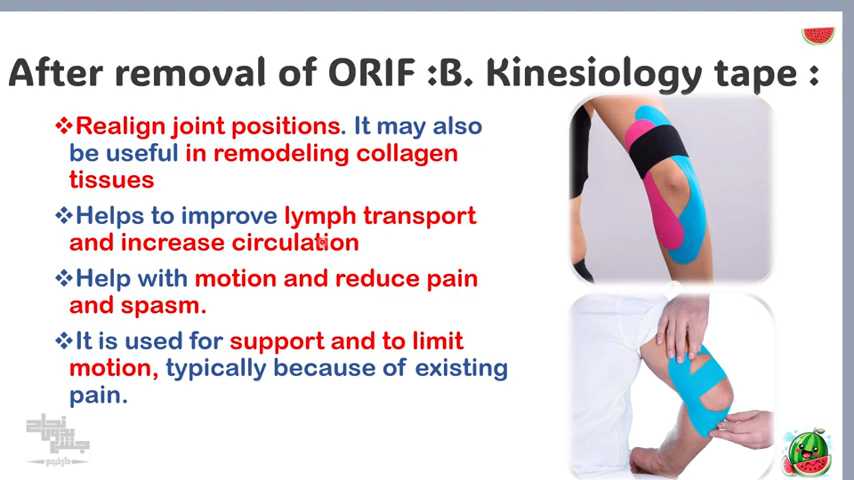 After removal of ORIF :B. Kinesiology tape :
❖Realign joint positions. It may also
be useful in remodeling collagen
tissues
❖Helps to improve lymph transport
and increase circulation
❖Help with motion and reduce pain
and spasm.
❖It is used for support and to limit
motion, typically because of existing
pain.